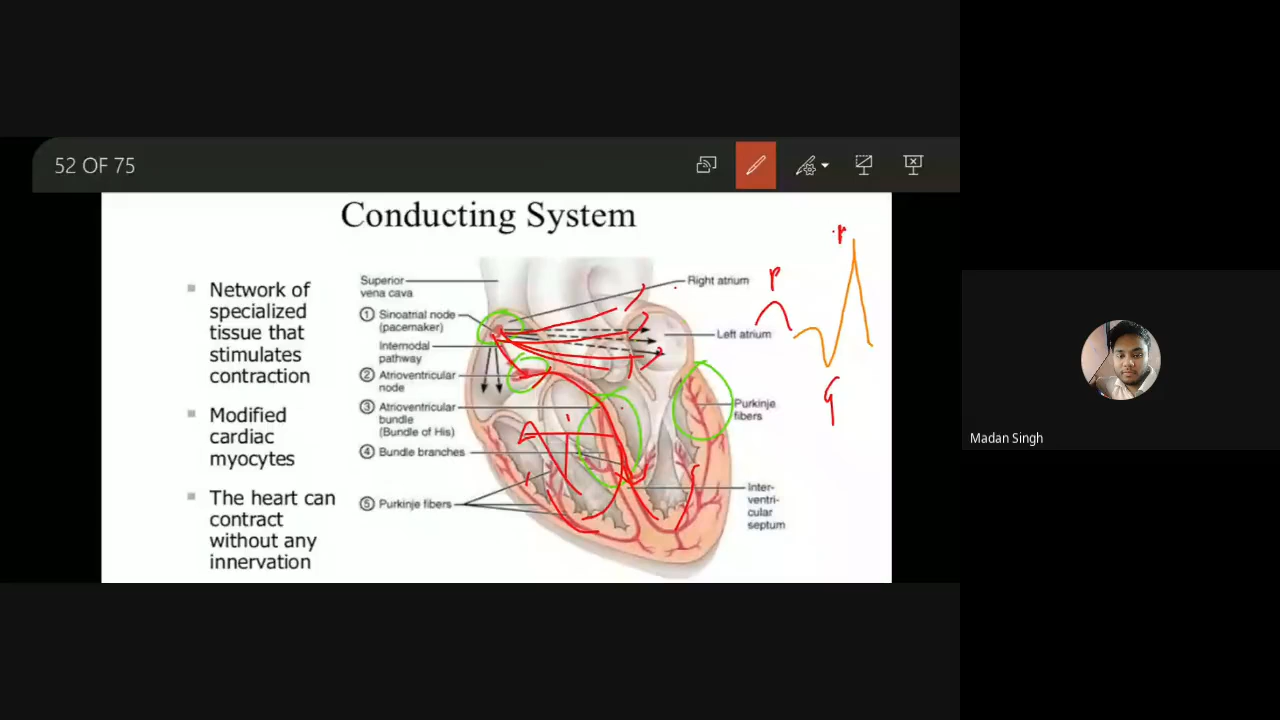 52 OF 75
Conducting System
Network of
specialized
tissue that
stimulates
contraction
Modified
cardiac
myocytes
The heart can
contract
without any
innervation
Superior
vena cava
1 Sinoatrial node
(pacemaker)
Internodal
pathway
2 Atrioventricular
node
3 Atrioventricular
bundle
(Bundle of His)
4 Bundle branches
5 Purkinje fibers
Right atrium
Left atrium
Purkinje
fibers
Inter-
ventri-
cular
septum
P
r
q
Madan Singh